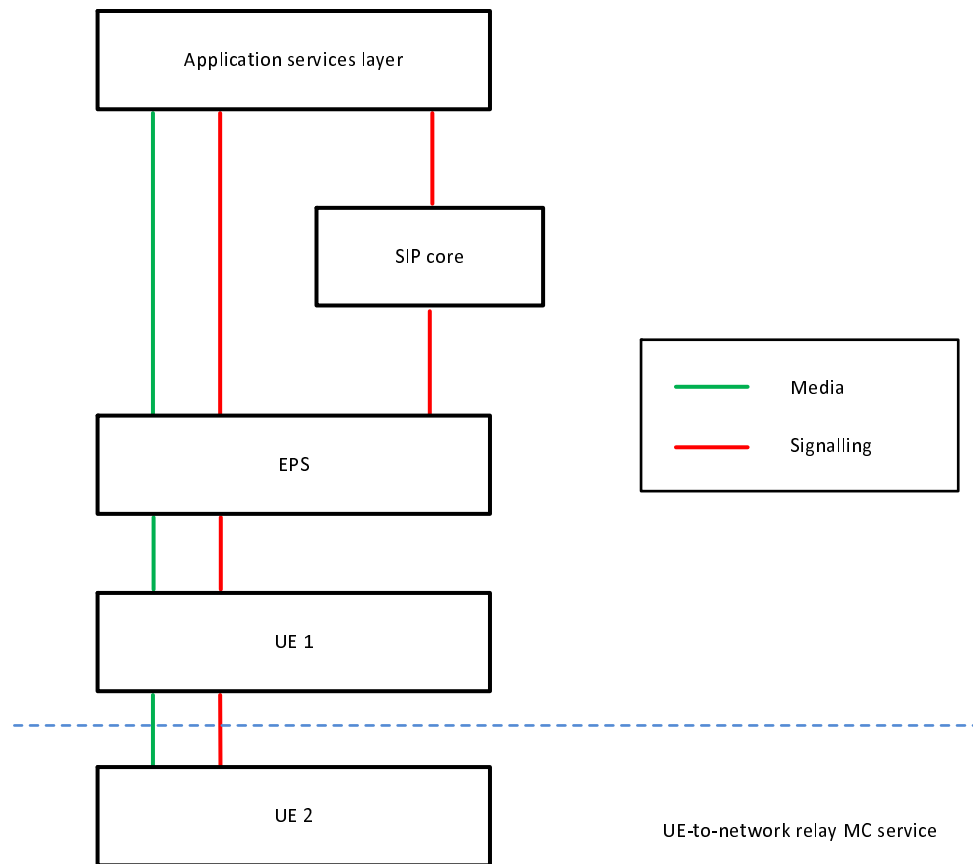 Application services layer
SIP core
Media
Signalling
EPS
UE 1
UE 2
UE-to-network relay MC service